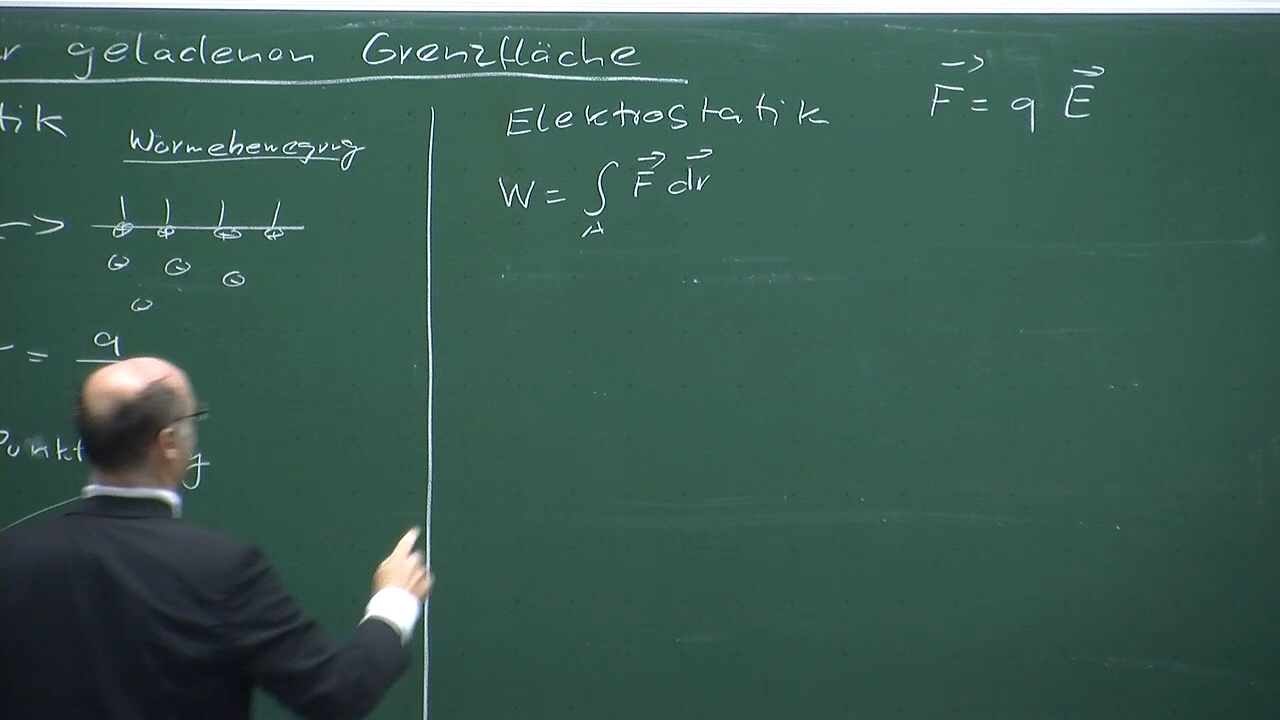 r geladenen Grenzfläche
tik
Wärmebewegung
= q
Punkt
g
Elektrostatik
W = ∫ F⃗ dr⃗
A
F⃗ = q E⃗